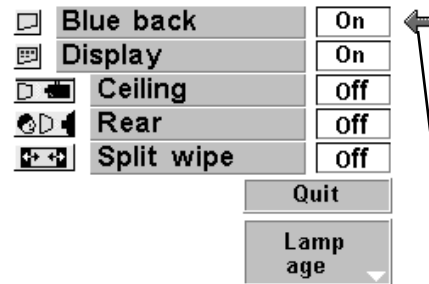 Blue back On
Display On
Ceiling Off
Rear Off
Split wipe Off
Quit
Lamp
age